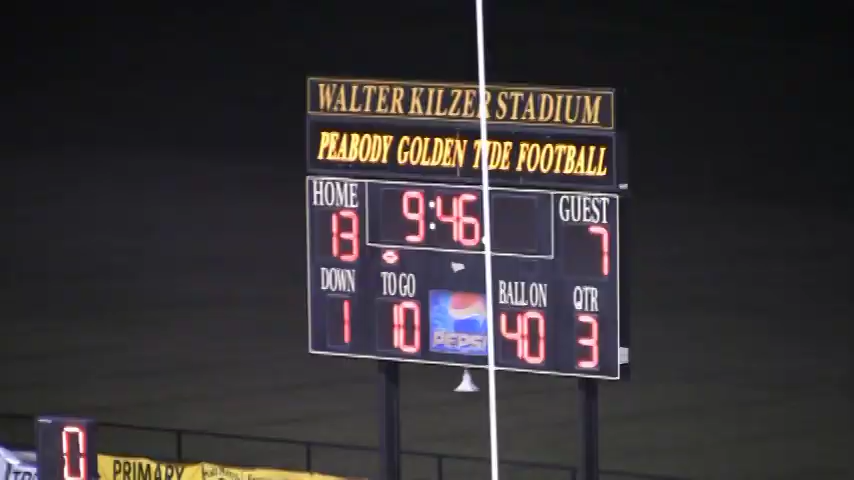 WALTER KILZER STADIUM
PEABODY GOLDEN TIDE FOOTBALL
HOME 9:46 GUEST
13 7
DOWN TO GO BALL ON QTR
1 10 PEPSI 40 3
0
PRIMARY